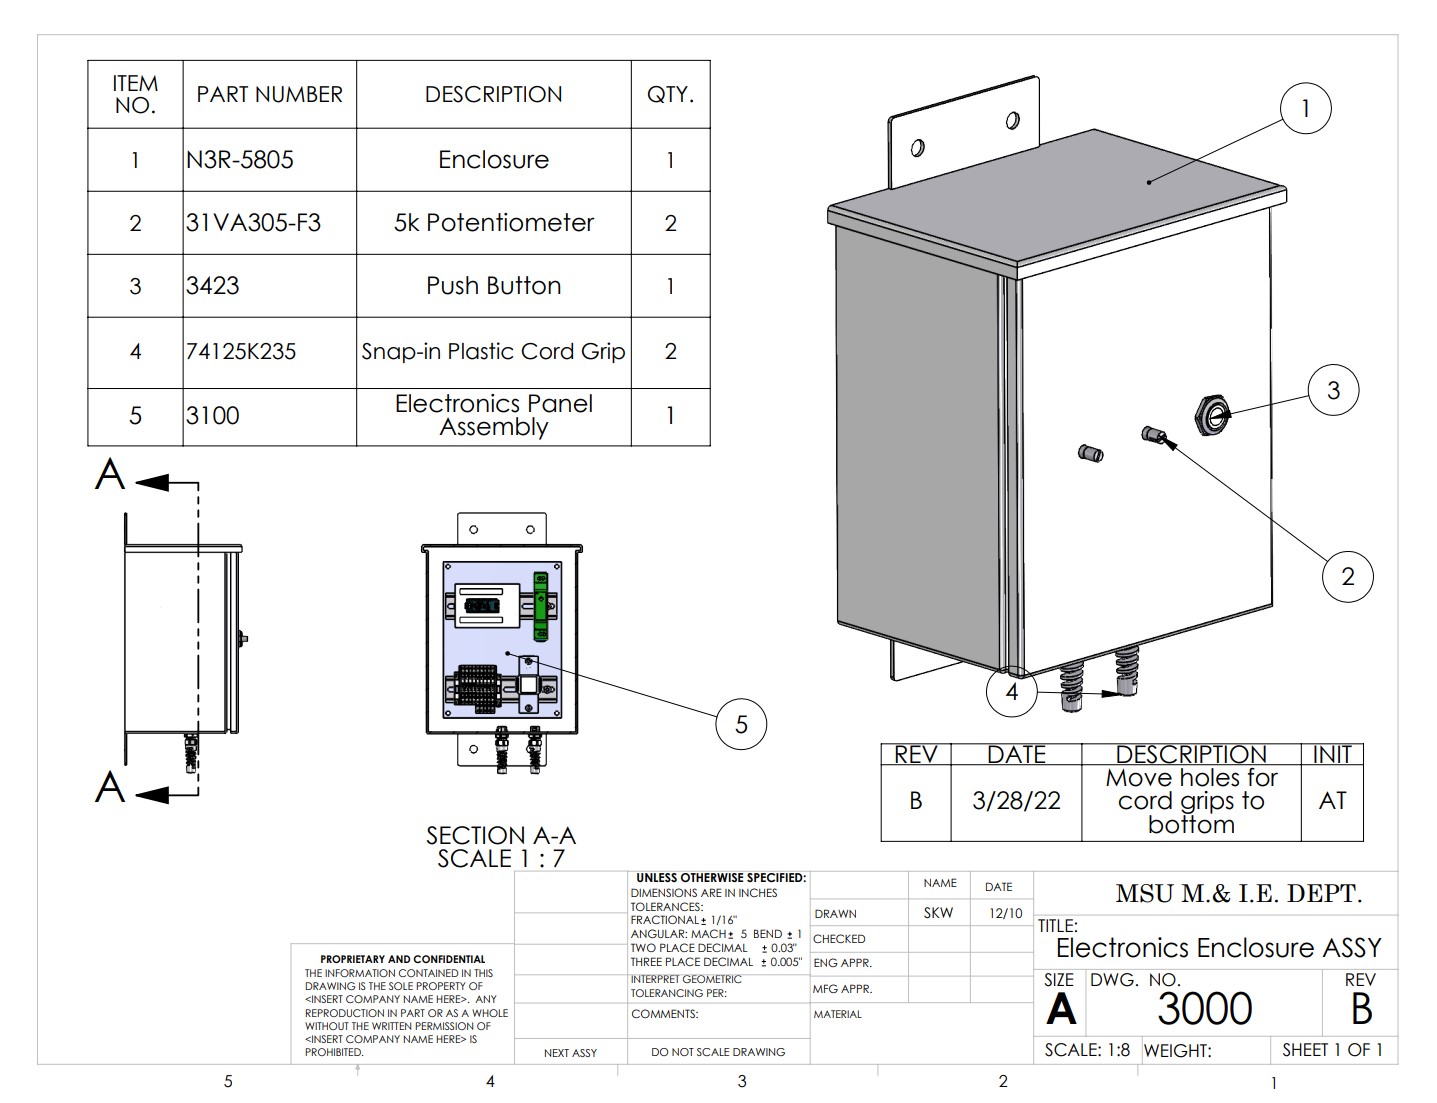 ITEM NO. PART NUMBER DESCRIPTION QTY.
1 N3R-5805 Enclosure 1
2 31VA305-F3 5k Potentiometer 2
3 3423 Push Button 1
4 74125K235 Snap-in Plastic Cord Grip 2
5 3100 Electronics Panel Assembly 1
1
3
2
4
A
A
5
SECTION A-A
SCALE 1 : 7
REV DATE DESCRIPTION INIT
B 3/28/22 Move holes for cord grips to bottom AT
PROPRIETARY AND CONFIDENTIAL
THE INFORMATION CONTAINED IN THIS
DRAWING IS THE SOLE PROPERTY OF
<INSERT COMPANY NAME HERE>. ANY
REPRODUCTION IN PART OR AS A WHOLE
WITHOUT THE WRITTEN PERMISSION OF
<INSERT COMPANY NAME HERE> IS
PROHIBITED.
NEXT ASSY
UNLESS OTHERWISE SPECIFIED:
DIMENSIONS ARE IN INCHES
TOLERANCES:
FRACTIONAL ± 1/16"
ANGULAR: MACH ± 5 BEND ± 1
TWO PLACE DECIMAL ± 0.03"
THREE PLACE DECIMAL ± 0.005"
INTERPRET GEOMETRIC
TOLERANCING PER:
COMMENTS:
DO NOT SCALE DRAWING
NAME DATE
DRAWN SKW 12/10
CHECKED
ENG APPR.
MFG APPR.
MATERIAL
MSU M.& I.E. DEPT.
TITLE:
Electronics Enclosure ASSY
SIZE DWG. NO. REV
A 3000 B
SCALE: 1:8 WEIGHT: SHEET 1 OF 1
5 4 3 2 1